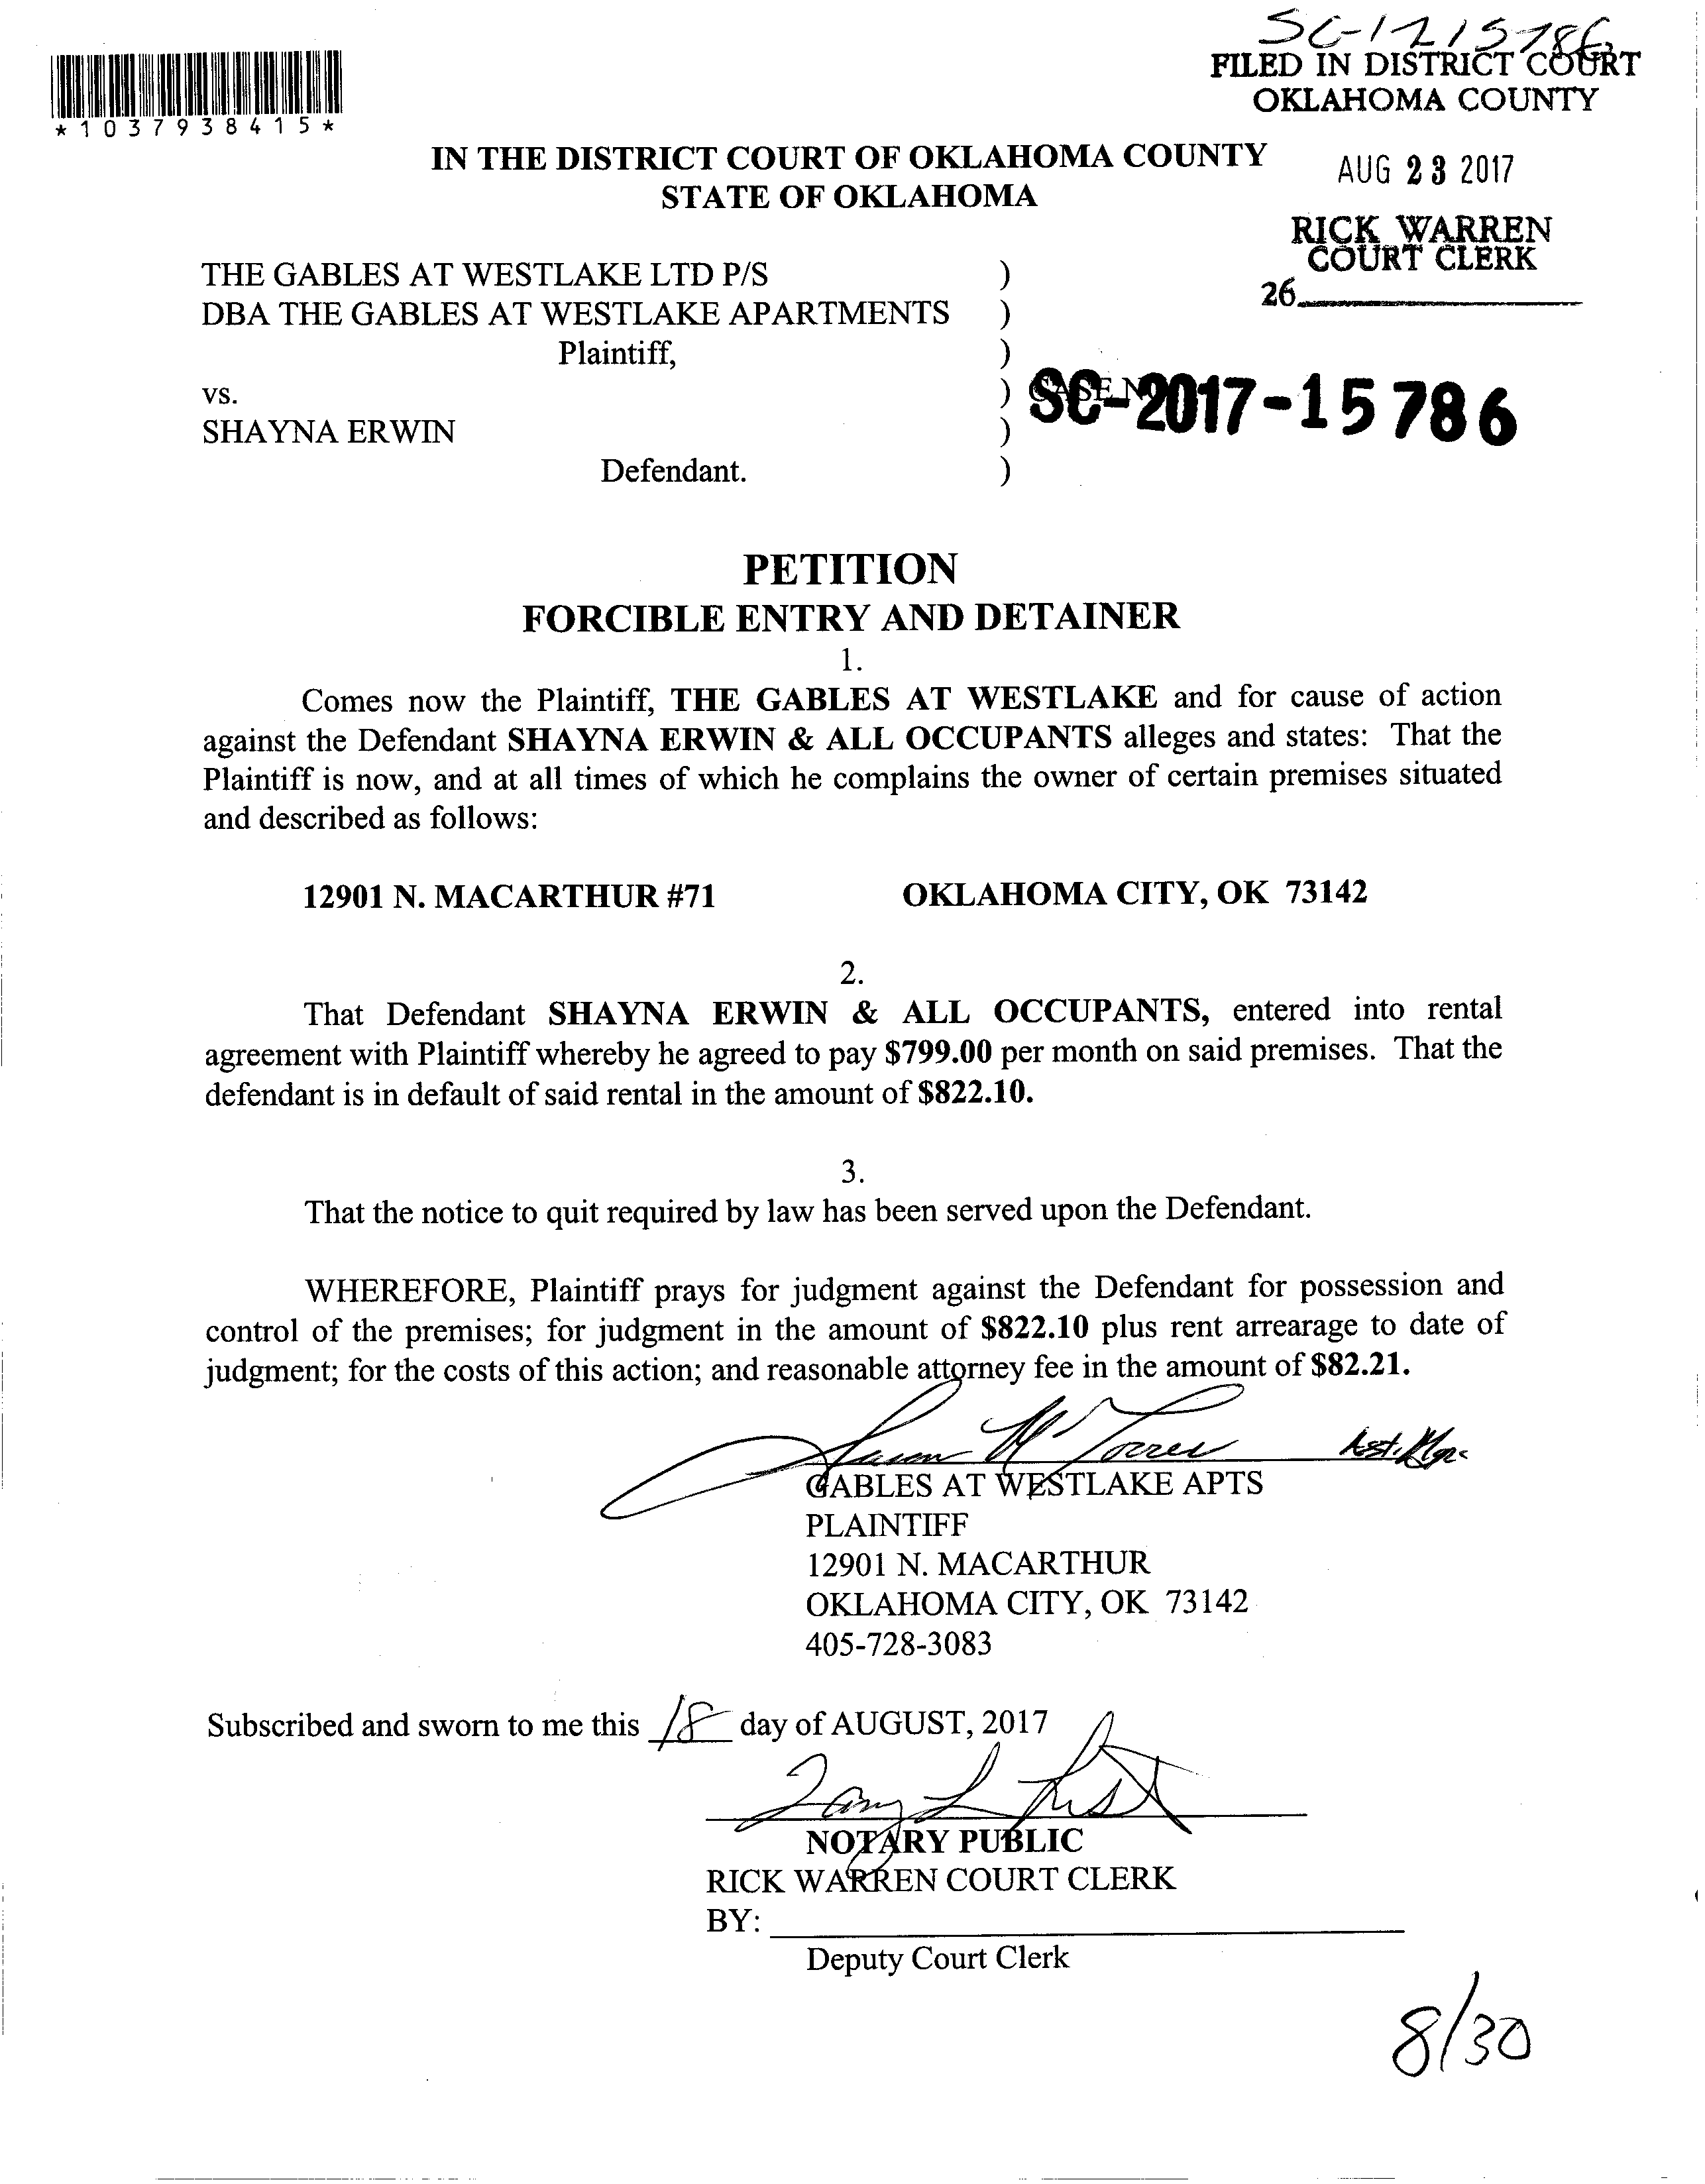 SC-17 15786
FILED IN DISTRICT COURT
OKLAHOMA COUNTY
*1037938415*
IN THE DISTRICT COURT OF OKLAHOMA COUNTY
STATE OF OKLAHOMA
AUG 23 2017
RICK WARREN
COURT CLERK
26
THE GABLES AT WESTLAKE LTD P/S )
DBA THE GABLES AT WESTLAKE APARTMENTS )
Plaintiff, )
vs. ) SC-2017-15786
SHAYNA ERWIN )
Defendant. )
PETITION
FORCIBLE ENTRY AND DETAINER
1.
Comes now the Plaintiff, THE GABLES AT WESTLAKE and for cause of action
against the Defendant SHAYNA ERWIN & ALL OCCUPANTS alleges and states: That the
Plaintiff is now, and at all times of which he complains the owner of certain premises situated
and described as follows:
12901 N. MACARTHUR #71 OKLAHOMA CITY, OK 73142
2.
That Defendant SHAYNA ERWIN & ALL OCCUPANTS, entered into rental
agreement with Plaintiff whereby he agreed to pay $799.00 per month on said premises. That the
defendant is in default of said rental in the amount of $822.10.
3.
That the notice to quit required by law has been served upon the Defendant.
WHEREFORE, Plaintiff prays for judgment against the Defendant for possession and
control of the premises; for judgment in the amount of $822.10 plus rent arrearage to date of
judgment; for the costs of this action; and reasonable attorney fee in the amount of $82.21.
Asst. Mgr.
GABLES AT WESTLAKE APTS
PLAINTIFF
12901 N. MACARTHUR
OKLAHOMA CITY, OK 73142
405-728-3083
Subscribed and sworn to me this 18 day of AUGUST, 2017
NOTARY PUBLIC
RICK WARREN COURT CLERK
BY:
Deputy Court Clerk
8/30